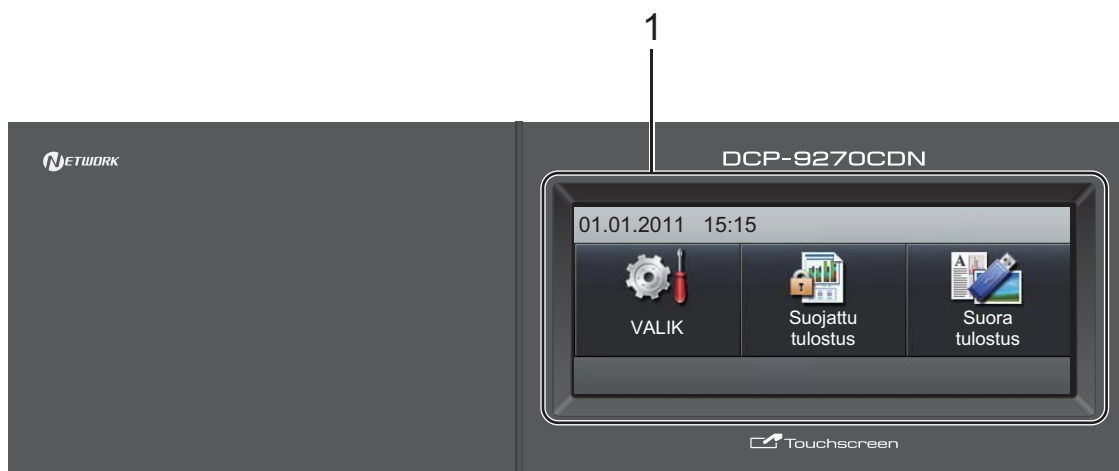 1
NETWORK
DCP-9270CDN
01.01.2011 15:15
VALIK
Suojattu
tulostus
Suora
tulostus
Touchscreen